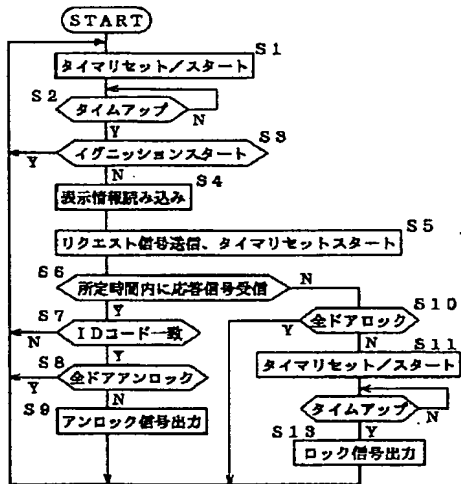 START
S1
タイマリセット／スタート
S2
タイムアップ
N
Y
S3
イグニッションスタート
Y
N
S4
表示情報読み込み
S5
リクエスト信号送信、タイマリセットスタート
S6
所定時間内に応答信号受信
N
Y
S7
IDコード一致
N
Y
S10
全ドアロック
Y
N
S8
全ドアアンロック
Y
N
S11
タイマリセット／スタート
S9
アンロック信号出力
タイムアップ
N
Y
S13
ロック信号出力